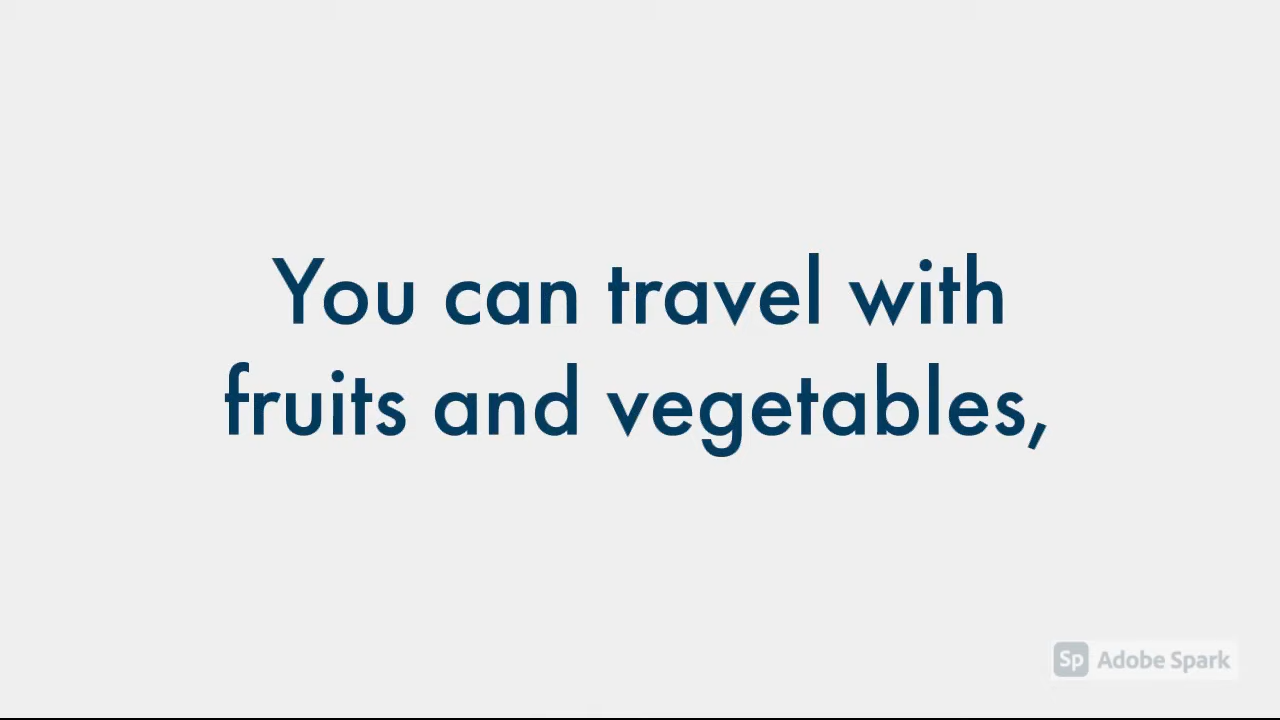 You can travel with
fruits and vegetables,
Sp Adobe Spark